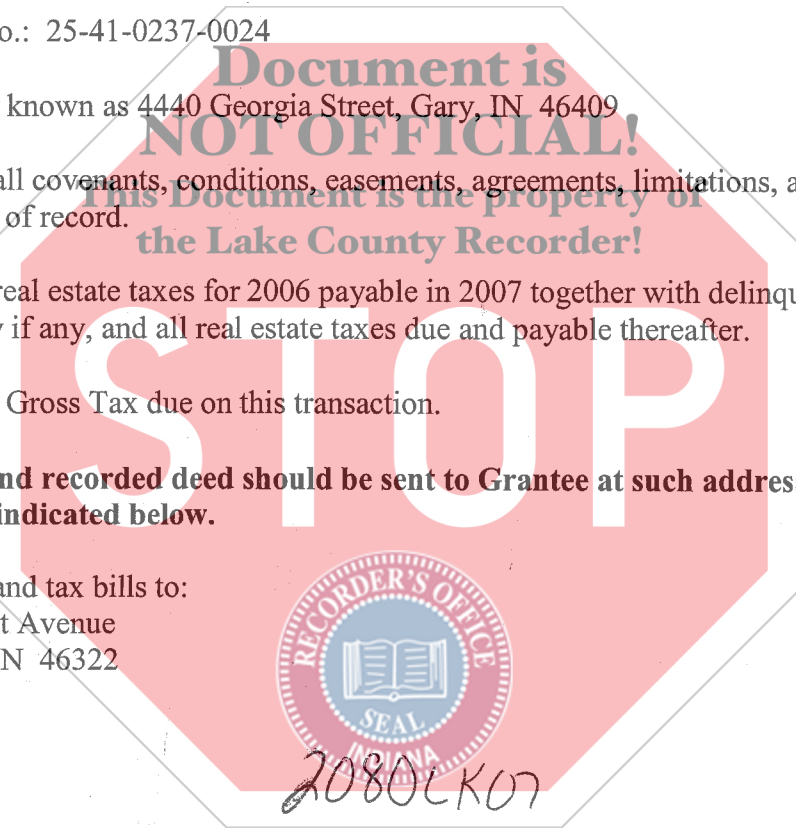 o.: 25-41-0237-0024
Document is
known as 4440 Georgia Street, Gary, IN 46409
NOT OFFICIAL!
all covenants, conditions, easements, agreements, limitations, a
This Document is the property of
of record.
the Lake County Recorder!
real estate taxes for 2006 payable in 2007 together with delinqu
if any, and all real estate taxes due and payable thereafter.
STOP
Gross Tax due on this transaction.
nd recorded deed should be sent to Grantee at such addres
indicated below.
and tax bills to:
t Avenue
N 46322
RECORDER'S OFFICE
SEAL
INDIANA
2080LK07